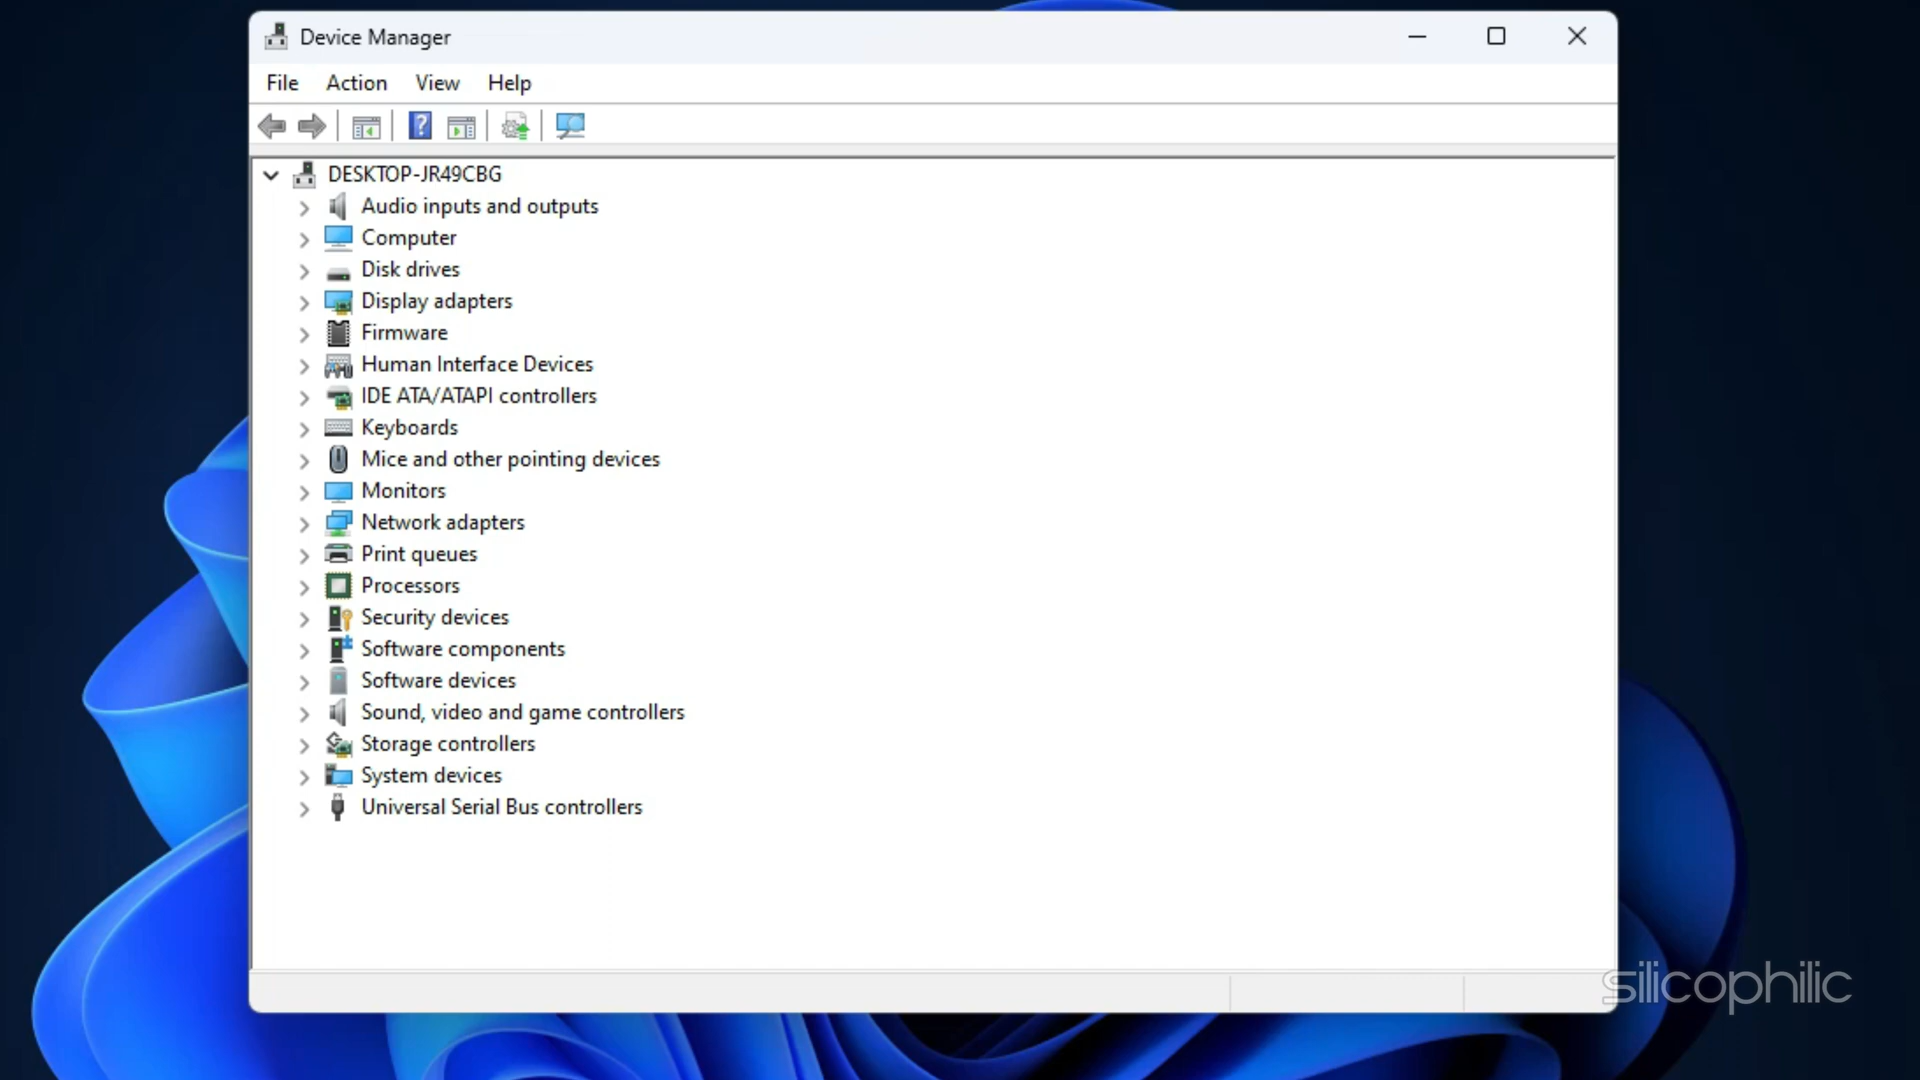 Device Manager
File Action View Help
DESKTOP-JR49CBG
Audio inputs and outputs
Computer
Disk drives
Display adapters
Firmware
Human Interface Devices
IDE ATA/ATAPI controllers
Keyboards
Mice and other pointing devices
Monitors
Network adapters
Print queues
Processors
Security devices
Software components
Software devices
Sound, video and game controllers
Storage controllers
System devices
Universal Serial Bus controllers
silicophilic